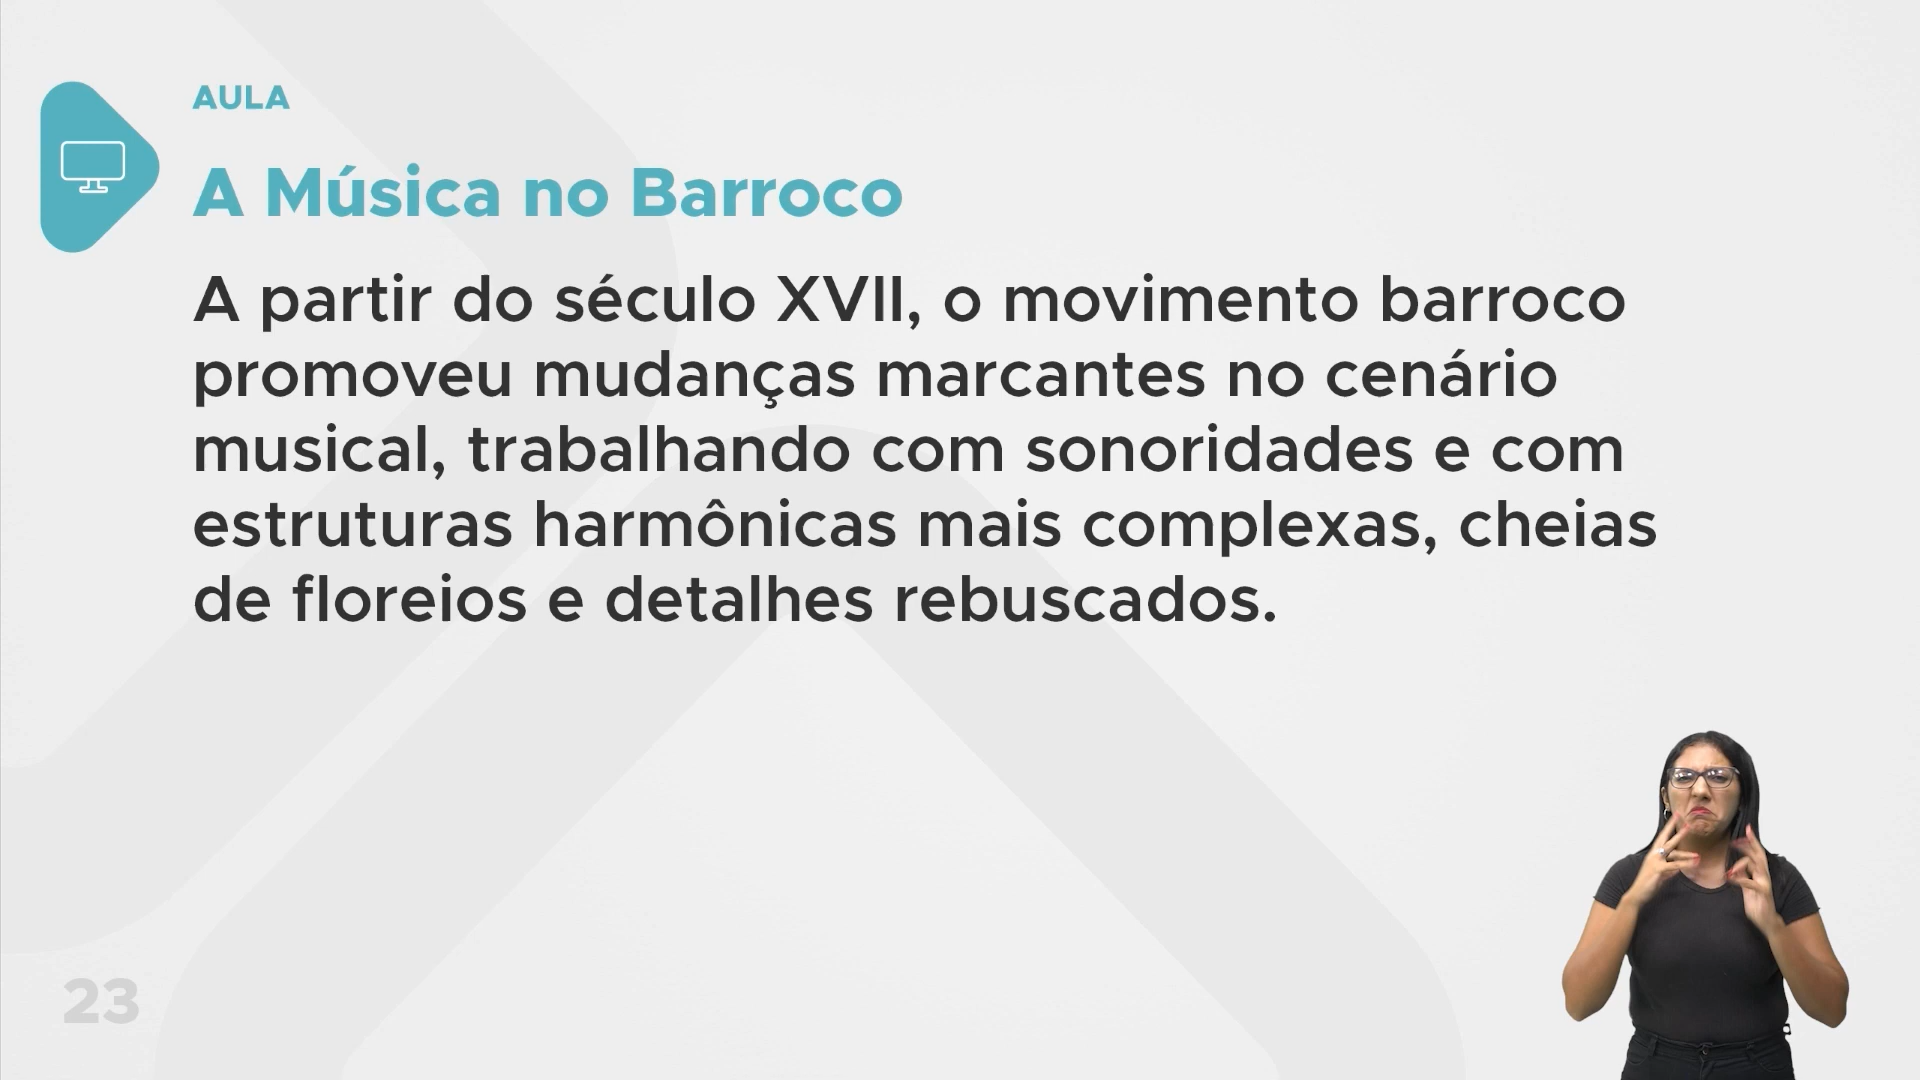 AULA
A Música no Barroco
A partir do século XVII, o movimento barroco
promoveu mudanças marcantes no cenário
musical, trabalhando com sonoridades e com
estruturas harmônicas mais complexas, cheias
de floreios e detalhes rebuscados.
23